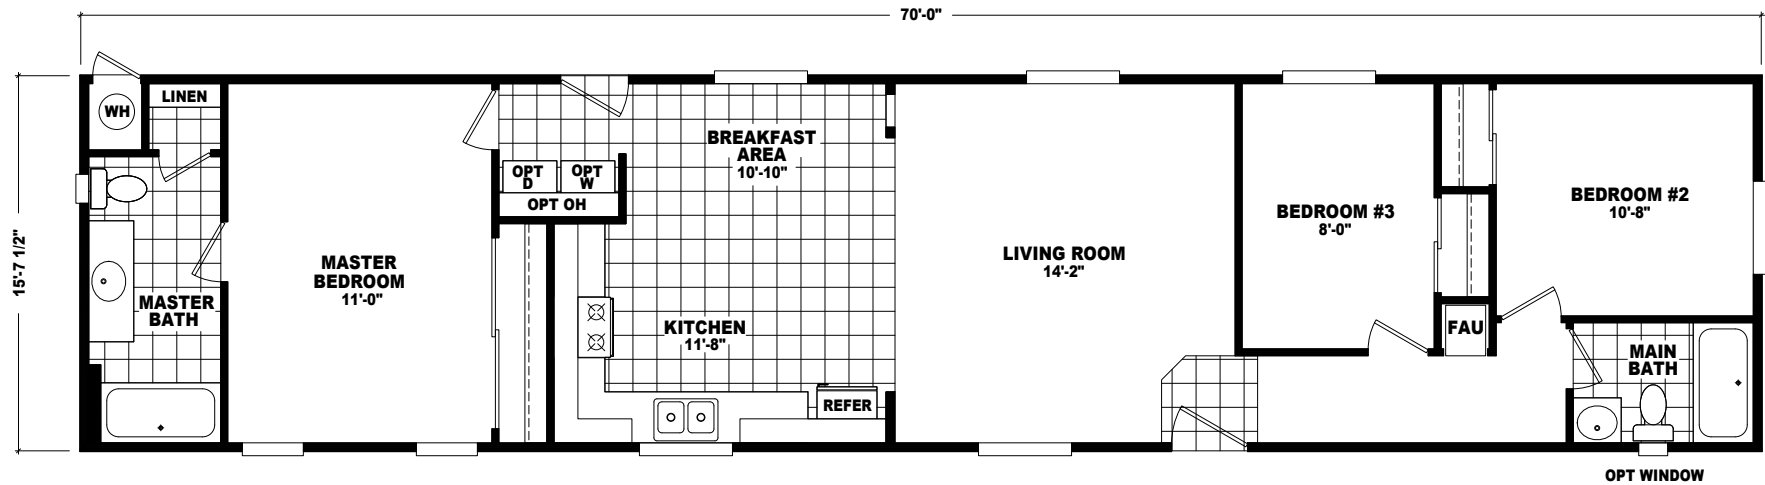 70'-0"
15'-7 1/2"
WH
LINEN
MASTER
BATH
MASTER
BEDROOM
11'-0"
OPT
D
OPT
W
OPT OH
BREAKFAST
AREA
10'-10"
KITCHEN
11'-8"
REFER
LIVING ROOM
14'-2"
BEDROOM #3
8'-0"
FAU
BEDROOM #2
10'-8"
MAIN
BATH
OPT WINDOW